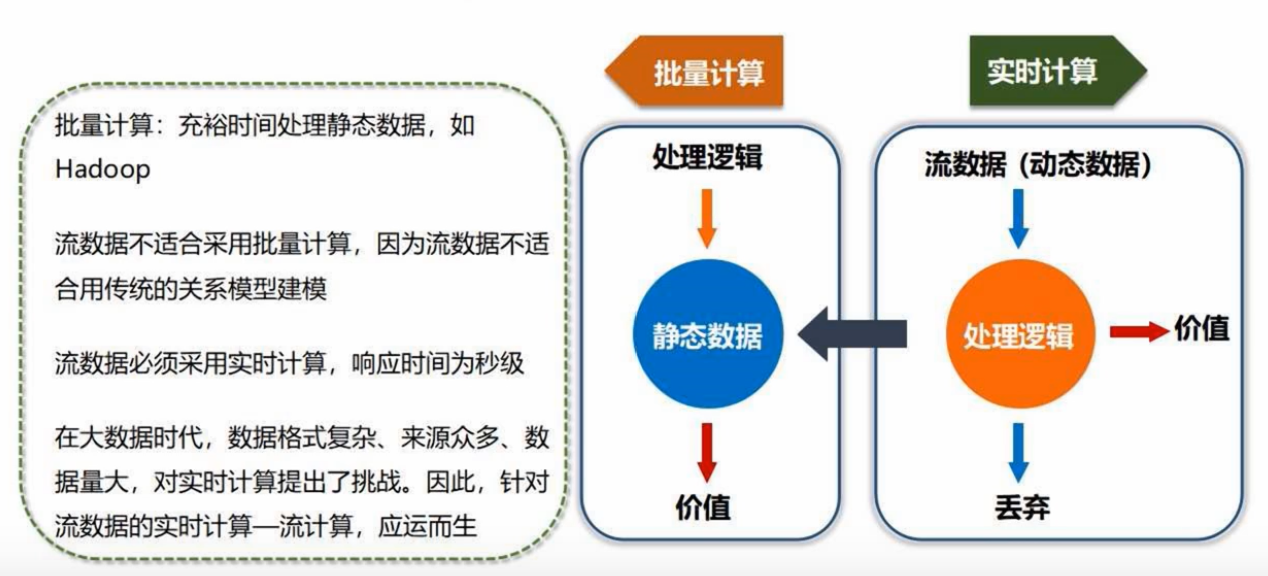 批量计算：充裕时间处理静态数据，如
Hadoop
流数据不适合采用批量计算，因为流数据不适
合用传统的关系模型建模
流数据必须采用实时计算，响应时间为秒级
在大数据时代，数据格式复杂、来源众多、数
据量大，对实时计算提出了挑战。因此，针对
流数据的实时计算—流计算，应运而生
批量计算
处理逻辑
静态数据
价值
实时计算
流数据（动态数据）
处理逻辑
价值
丢弃